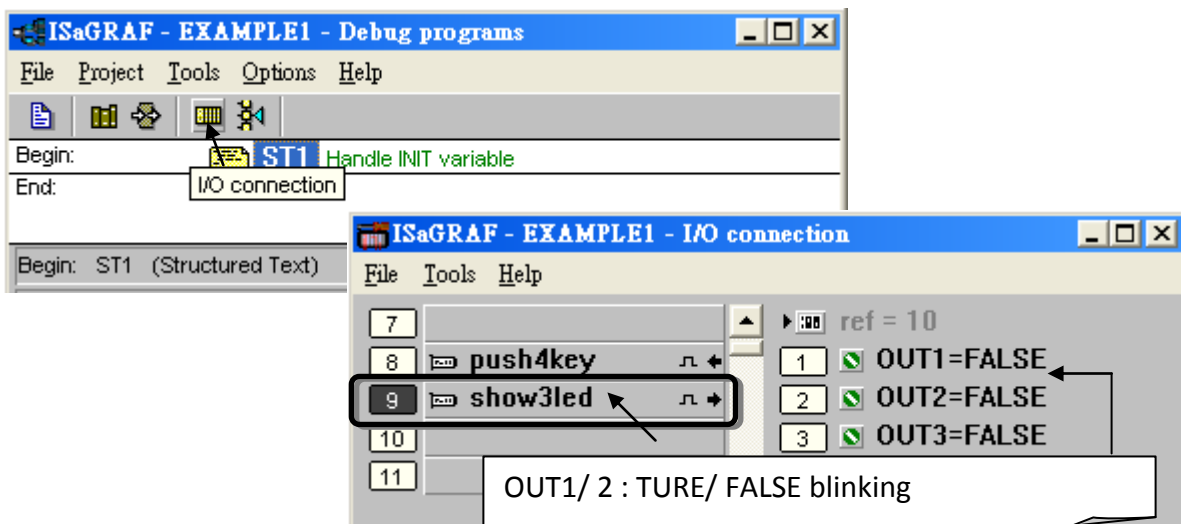 ISaGRAF - EXAMPLE1 - Debug programs
File Project Tools Options Help
Begin: ST1 Handle INIT variable
End:
I/O connection
Begin: ST1 (Structured Text)
ISaGRAF - EXAMPLE1 - I/O connection
File Tools Help
7
8 push4key
9 show3led
10
11
ref = 10
1 OUT1=FALSE
2 OUT2=FALSE
3 OUT3=FALSE
OUT1/ 2 : TURE/ FALSE blinking